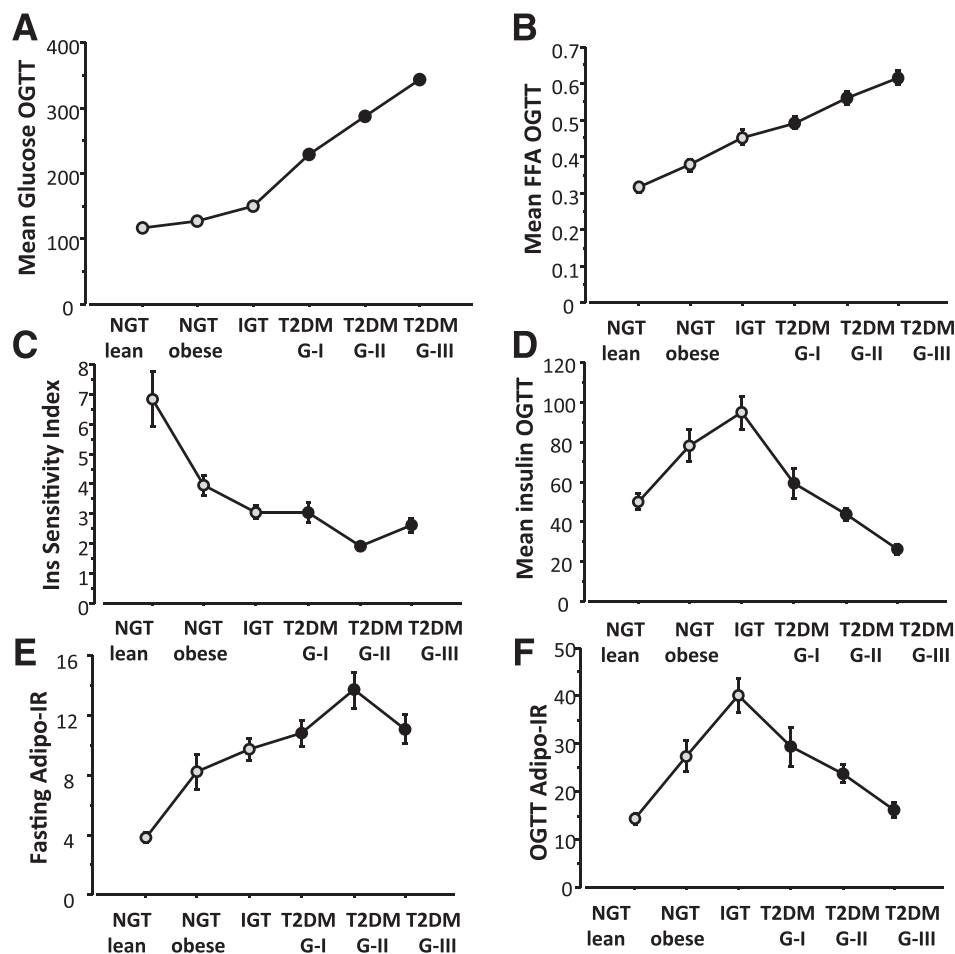 A
Mean Glucose OGTT
400
300
200
100
0
NGT NGT IGT T2DM T2DM T2DM
lean obese G-I G-II G-III
B
Mean FFA OGTT
0.7
0.6
0.5
0.4
0.3
0.2
0.1
0
NGT NGT IGT T2DM T2DM T2DM
lean obese G-I G-II G-III
C
Ins Sensitivity Index
8
7
6
5
4
3
2
1
0
NGT NGT IGT T2DM T2DM T2DM
lean obese G-I G-II G-III
D
Mean insulin OGTT
120
100
80
60
40
20
0
NGT NGT IGT T2DM T2DM T2DM
lean obese G-I G-II G-III
E
Fasting Adipo-IR
16
12
8
4
0
NGT NGT IGT T2DM T2DM T2DM
lean obese G-I G-II G-III
F
OGTT Adipo-IR
50
40
30
20
10
0
NGT NGT IGT T2DM T2DM T2DM
lean obese G-I G-II G-III